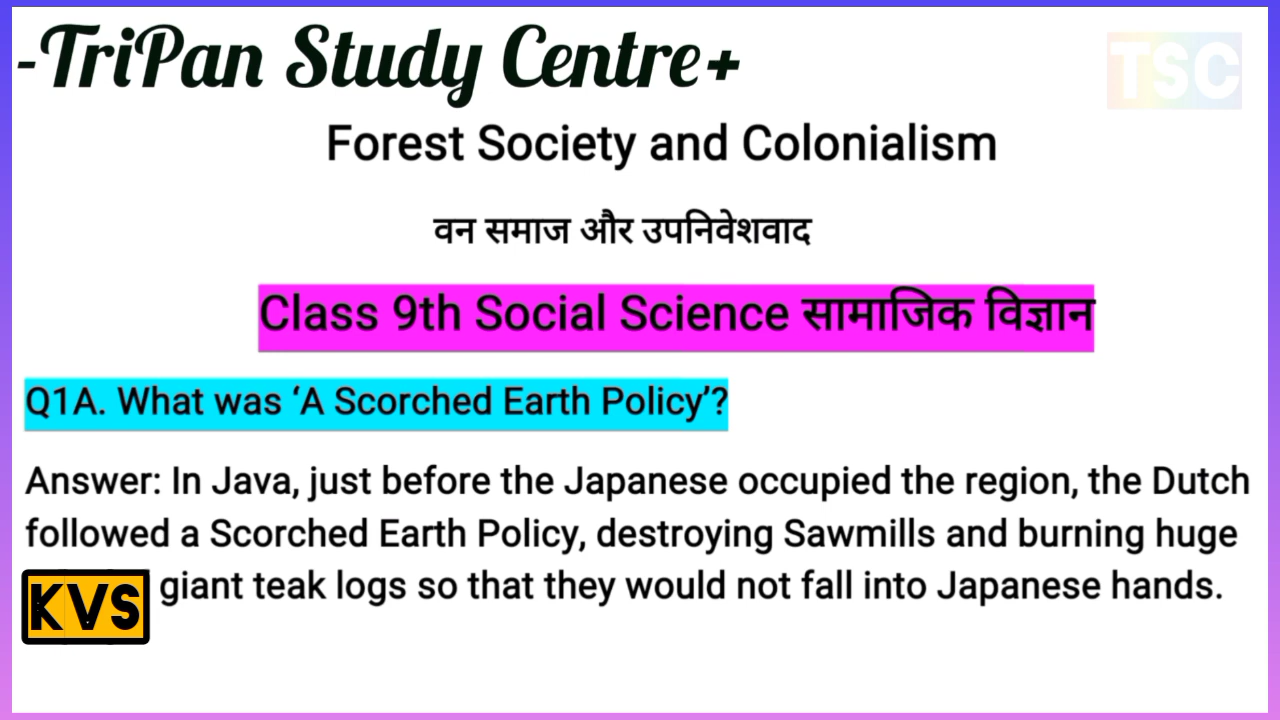 -TriPan Study Centre+
TSC
Forest Society and Colonialism
वन समाज और उपनिवेशवाद
Class 9th Social Science सामाजिक विज्ञान
Q1A. What was ‘A Scorched Earth Policy’?
Answer: In Java, just before the Japanese occupied the region, the Dutch
followed a Scorched Earth Policy, destroying Sawmills and burning huge
KVS giant teak logs so that they would not fall into Japanese hands.